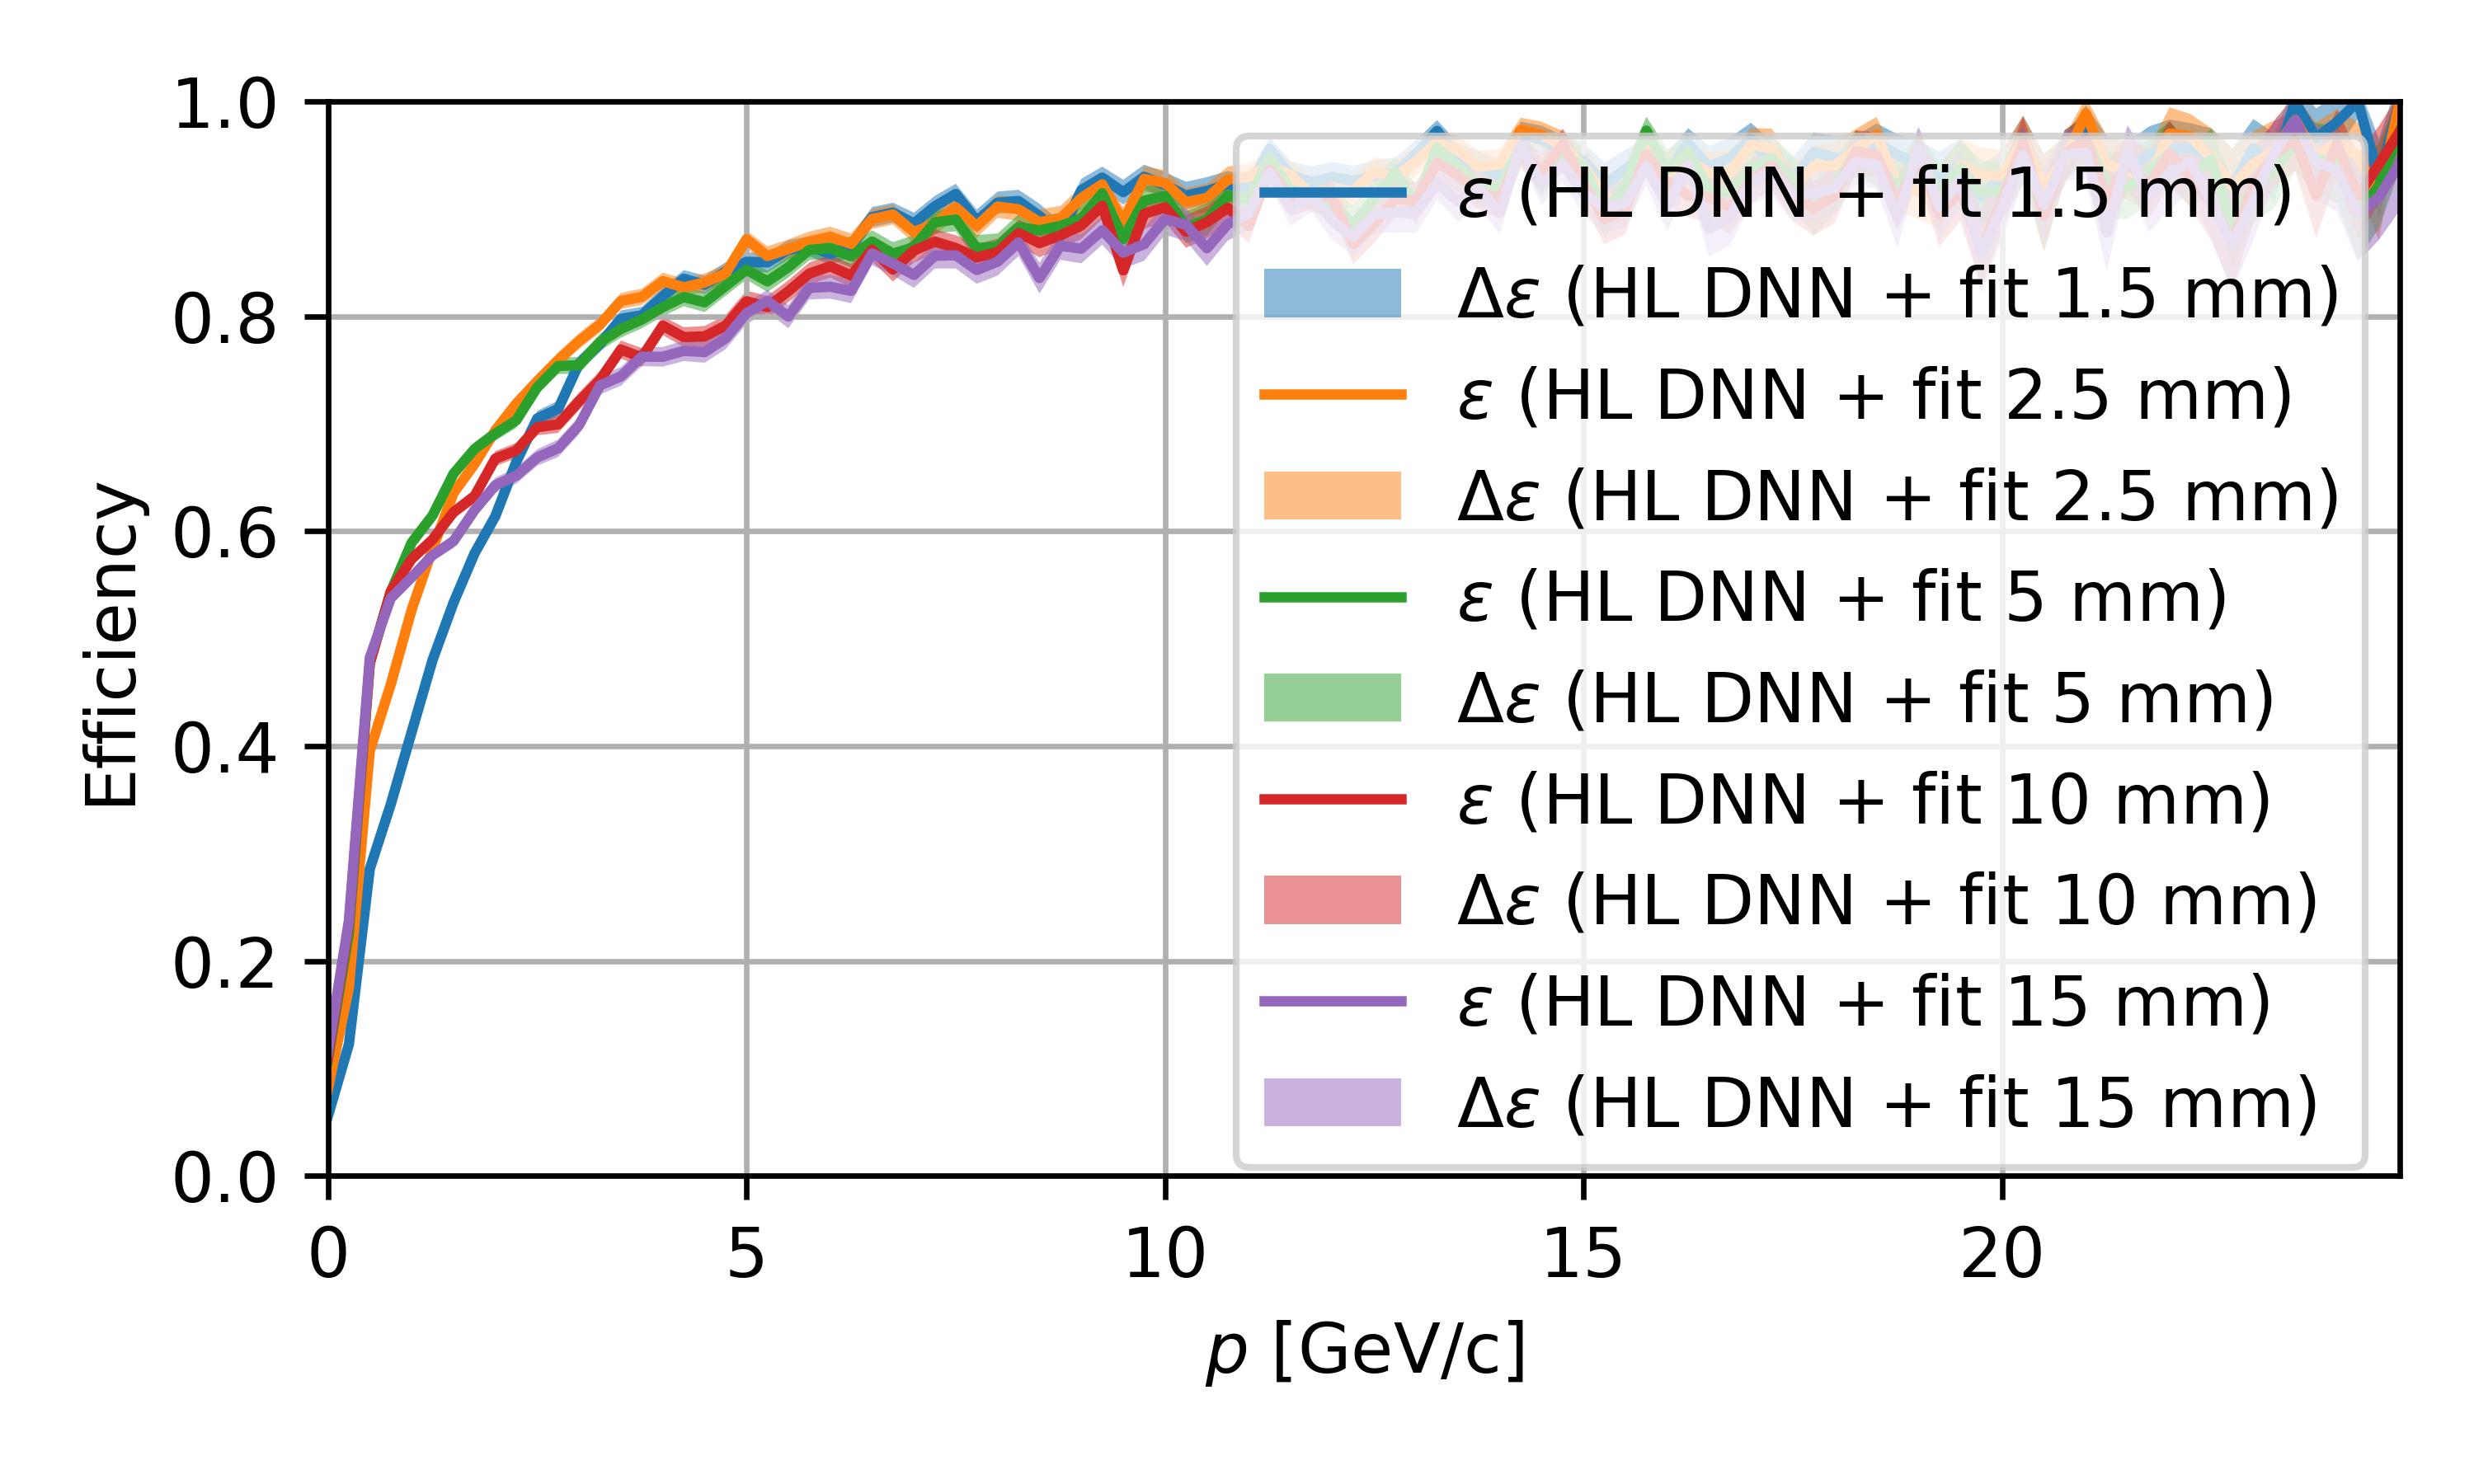 1.0
0.8
0.6
0.4
0.2
0.0
Efficiency
0 5 10 15 20
p [GeV/c]
ε (HL DNN + fit 1.5 mm)
Δε (HL DNN + fit 1.5 mm)
ε (HL DNN + fit 2.5 mm)
Δε (HL DNN + fit 2.5 mm)
ε (HL DNN + fit 5 mm)
Δε (HL DNN + fit 5 mm)
ε (HL DNN + fit 10 mm)
Δε (HL DNN + fit 10 mm)
ε (HL DNN + fit 15 mm)
Δε (HL DNN + fit 15 mm)